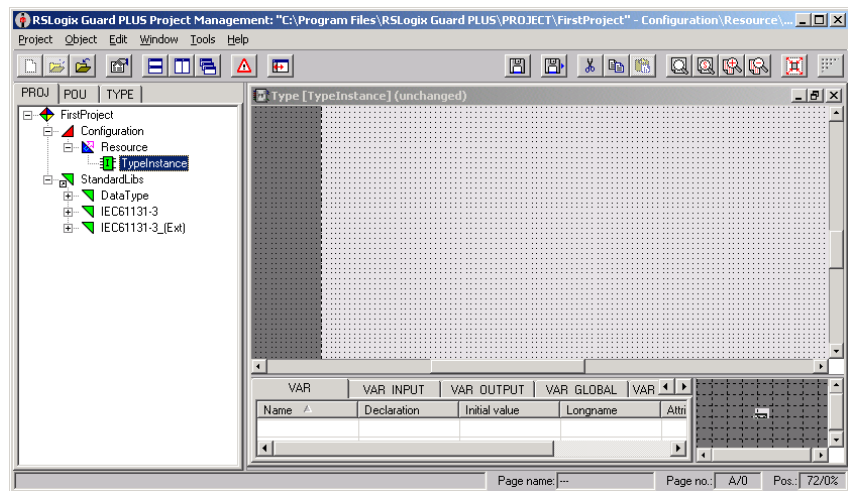 RSLogix Guard PLUS Project Management: "C:\Program Files\RSLogix Guard PLUS\PROJECT\FirstProject" - Configuration\Resource\...
Project Object Edit Window Tools Help
PROJ POU TYPE
Type [TypeInstance] (unchanged)
FirstProject
Configuration
Resource
TypeInstance
StandardLibs
DataType
IEC61131-3
IEC61131-3_(Ext)
VAR VAR INPUT VAR OUTPUT VAR GLOBAL VAR
Name Declaration Initial value Longname Attri
Page name: --- Page no.: A/0 Pos.: 72/0%